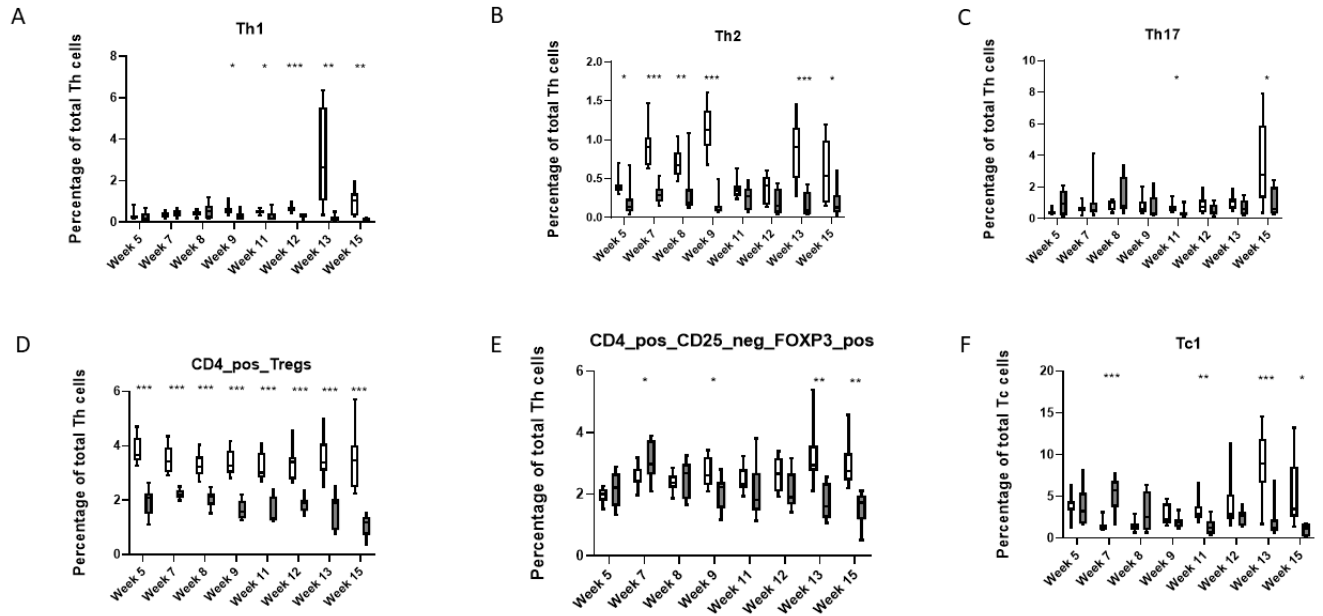 A
Th1
Percentage of total Th cells
8
6
4
2
0
* * *** ** **
Week 5
Week 7
Week 8
Week 9
Week 11
Week 12
Week 13
Week 15
B
Th2
Percentage of total Th cells
2.0
1.5
1.0
0.5
0.0
* *** ** *** *** *
Week 5
Week 7
Week 8
Week 9
Week 11
Week 12
Week 13
Week 15
C
Th17
Percentage of total Th cells
10
8
6
4
2
0
* *
Week 5
Week 7
Week 8
Week 9
Week 11
Week 12
Week 13
Week 15
D
CD4_pos_Tregs
Percentage of total Th cells
6
4
2
0
*** *** *** *** *** *** *** ***
Week 5
Week 7
Week 8
Week 9
Week 11
Week 12
Week 13
Week 15
E
CD4_pos_CD25_neg_FOXP3_pos
Percentage of total Th cells
6
4
2
0
* * ** **
Week 5
Week 7
Week 8
Week 9
Week 11
Week 12
Week 13
Week 15
F
Tc1
Percentage of total Tc cells
20
15
10
5
0
*** ** *** *
Week 5
Week 7
Week 8
Week 9
Week 11
Week 12
Week 13
Week 15